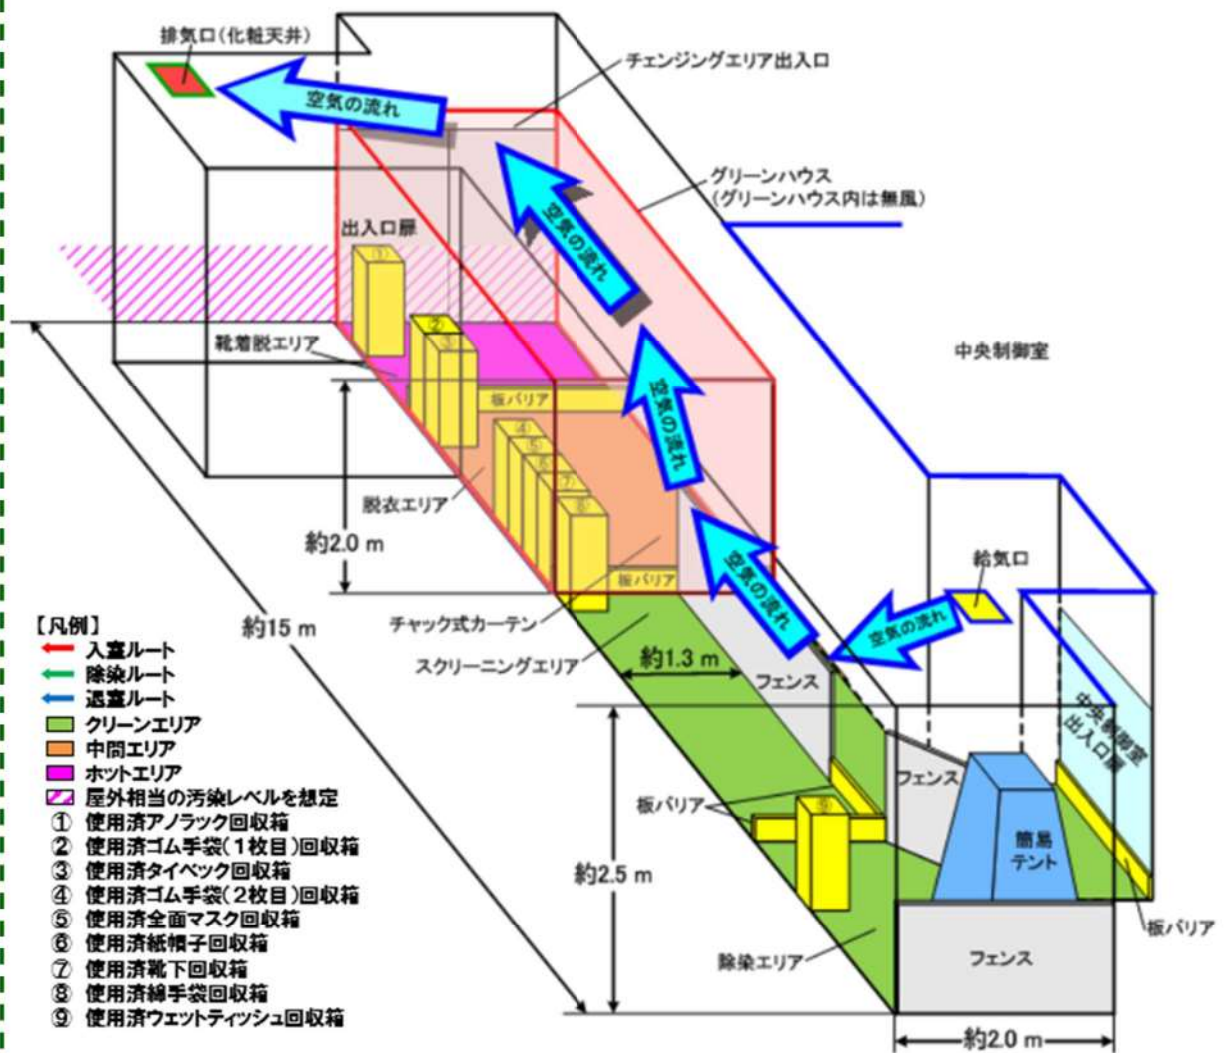 排気口(化粧天井)
チェンジングエリア出入口
空気の流れ
グリーンハウス
(グリーンハウス内は無風)
空気の流れ
出入口扉
①
②
③
靴着脱エリア
板バリア
空気の流れ
中央制御室
④
⑤
⑥
⑦
⑧
脱衣エリア
約2.0 m
板バリア
空気の流れ
給気口
空気の流れ
チャック式カーテン
スクリーニングエリア
約1.3 m
フェンス
約15 m
中央制御室
出入口扉
フェンス
板バリア
⑨
簡易
テント
約2.5 m
板バリア
除染エリア
フェンス
約2.0 m
【凡例】
入室ルート
除染ルート
退室ルート
クリーンエリア
中間エリア
ホットエリア
屋外相当の汚染レベルを想定
① 使用済アノラック回収箱
② 使用済ゴム手袋(1枚目)回収箱
③ 使用済タイベック回収箱
④ 使用済ゴム手袋(2枚目)回収箱
⑤ 使用済全面マスク回収箱
⑥ 使用済紙帽子回収箱
⑦ 使用済靴下回収箱
⑧ 使用済綿手袋回収箱
⑨ 使用済ウェットティッシュ回収箱